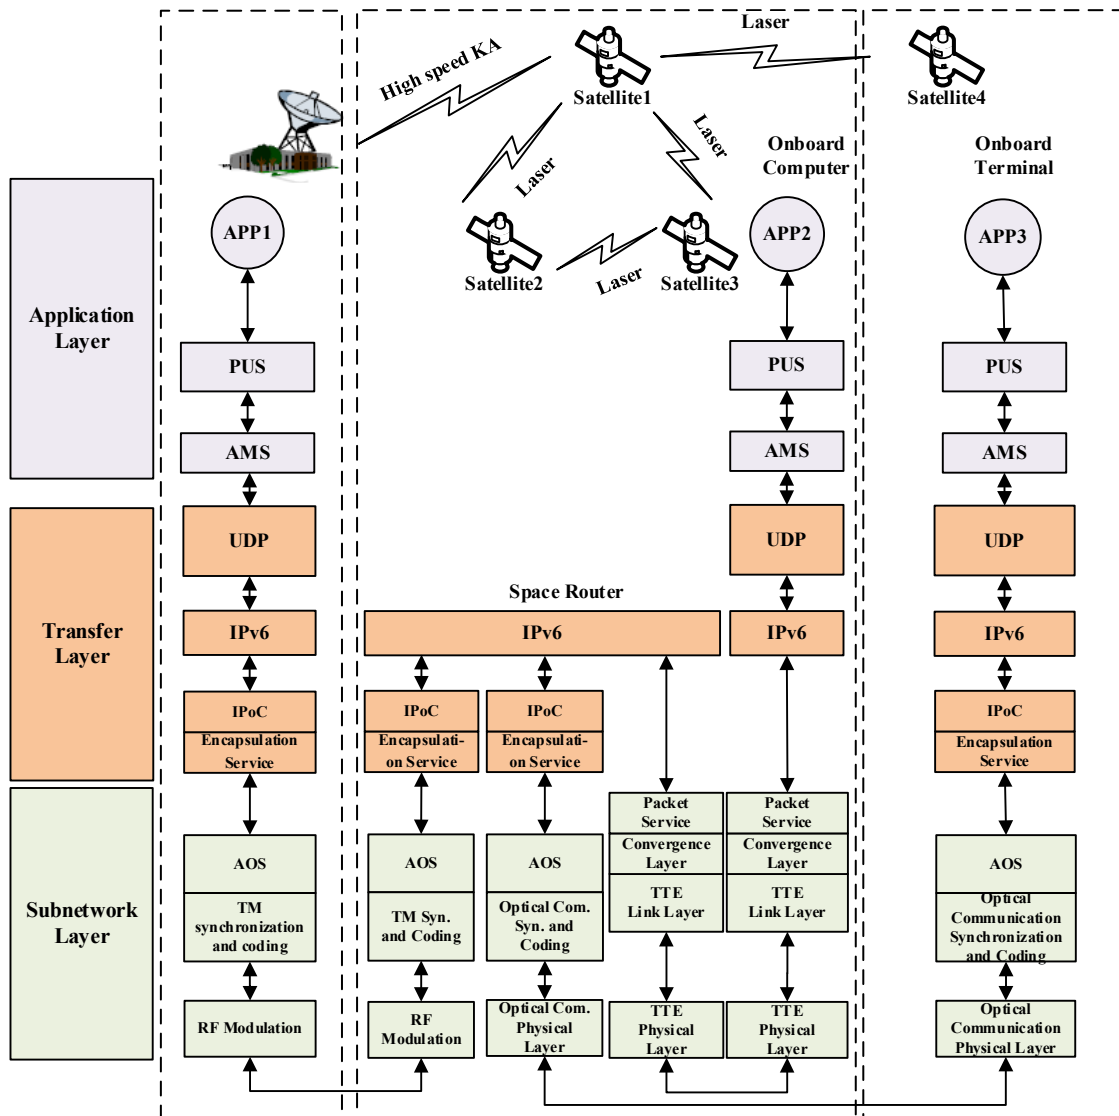 Laser
High speed KA
Satellite1
Satellite4
Laser
Laser
Onboard
Computer
Onboard
Terminal
APP1
Satellite2
Laser
Satellite3
APP2
APP3
Application
Layer
PUS
PUS
PUS
AMS
AMS
AMS
Transfer
Layer
UDP
UDP
UDP
Space Router
IPv6
IPv6
IPv6
IPv6
IPoC
Encapsulation
Service
IPoC
Encapsulati-
on Service
IPoC
Encapsulati-
on Service
IPoC
Encapsulation
Service
Subnetwork
Layer
AOS
TM
synchronization
and coding
AOS
TM Syn.
and Coding
AOS
Optical Com.
Syn. and
Coding
Packet
Service
Convergence
Layer
TTE
Link Layer
Packet
Service
Convergence
Layer
TTE
Link Layer
AOS
Optical
Communication
Synchronization
and Coding
RF Modulation
RF
Modulation
Optical Com.
Physical
Layer
TTE
Physical
Layer
TTE
Physical
Layer
Optical
Communication
Physical Layer